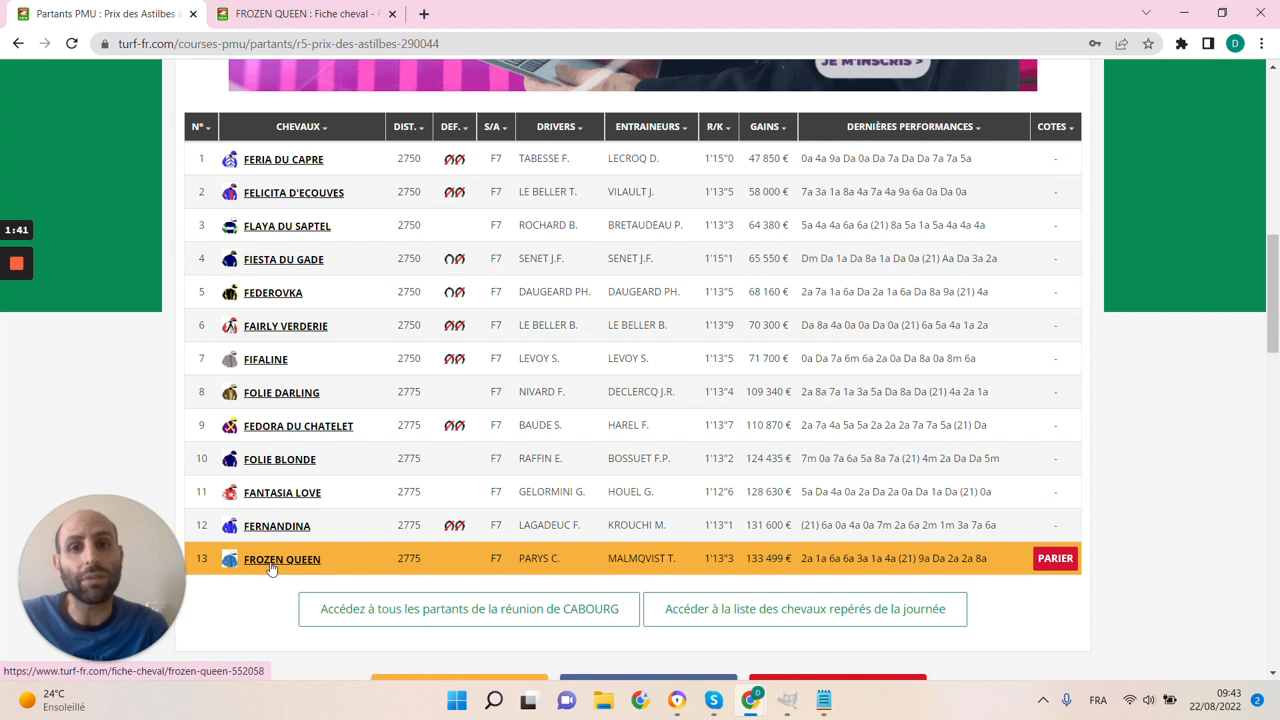 Partants PMU : Prix des Astilbes à
FROZEN QUEEN : Fiche cheval -
turf-fr.com/courses-pmu/partants/r5-prix-des-astilbes-290044
D
JE M'INSCRIS >
N° CHEVAUX DIST. DEF. S/A DRIVERS ENTRAINEURS R/K GAINS DERNIÈRES PERFORMANCES COTES
1 FERIA DU CAPRE 2750 F7 TABESSE F. LECROQ D. 1'15"0 47 850 € 0a 4a 9a Da 0a Da 7a Da Da 7a 7a 5a -
2 FELICITA D'ECOUVES 2750 F7 LE BELLER T. VILAULT J. 1'13"5 58 000 € 7a 3a 1a 8a 4a 7a 4a 9a 6a 0a Da 0a -
3 FLAYA DU SAPTEL 2750 F7 ROCHARD B. BRETAUDEAU P. 1'13"3 64 380 € 5a 4a 4a 6a 6a (21) 8a 5a 1a 5a 4a 4a 4a -
4 FIESTA DU GADE 2750 F7 SENET J.F. SENET J.F. 1'15"1 65 550 € Dm Da 1a Da 8a 1a Da 0a (21) Aa Da 3a 2a -
5 FEDEROVKA 2750 F7 DAUGEARD PH. DAUGEARD PH. 1'13"5 68 160 € 2a 7a 1a 6a Da 2a 1a 6a Da 8a 9a (21) 4a -
6 FAIRLY VERDERIE 2750 F7 LE BELLER B. LE BELLER B. 1'13"9 70 300 € Da 8a 4a 0a 0a Da 0a (21) 6a 5a 4a 1a 2a -
7 FIFALINE 2750 F7 LEVOY S. LEVOY S. 1'13"5 71 700 € 0a Da 7a 6m 6a 2a 0a Da 8a 0a 8m 6a -
8 FOLIE DARLING 2775 F7 NIVARD F. DECLERCQ J.R. 1'13"4 109 340 € 2a 8a 7a 1a 3a 5a Da 8a Da (21) 4a 2a 1a -
9 FEDORA DU CHATELET 2775 F7 BAUDE S. HAREL F. 1'13"7 110 870 € 2a 7a 4a 5a 5a 2a 2a 2a 7a 7a 5a (21) Da -
10 FOLIE BLONDE 2775 F7 RAFFIN E. BOSSUET F.P. 1'13"2 124 435 € 7m 0a 7a 6a 5a 8a 7a (21) 4m 2a Da Da 5m -
11 FANTASIA LOVE 2775 F7 GELORMINI G. HOUEL G. 1'12"6 128 630 € 5a Da 4a 0a 2a Da 2a 0a Da 1a Da (21) 0a -
12 FERNANDINA 2775 F7 LAGADEUC F. KROUCHI M. 1'13"1 131 600 € (21) 6a 0a 4a 0a 7m 2a 6a 2a 1m 3a 7a 6a -
13 FROZEN QUEEN 2775 F7 PARYS C. MALMQVIST T. 1'13"3 133 499 € 2a 1a 6a 6a 3a 1a 4a (21) 9a Da 2a 2a 8a PARIER
1:41
Accédez à tous les partants de la réunion de CABOURG
Accéder à la liste des chevaux repérés de la journée
https://www.turf-fr.com/fiche-cheval/frozen-queen-552058
24°C
Ensoleillé
FRA
09:43
22/08/2022
2